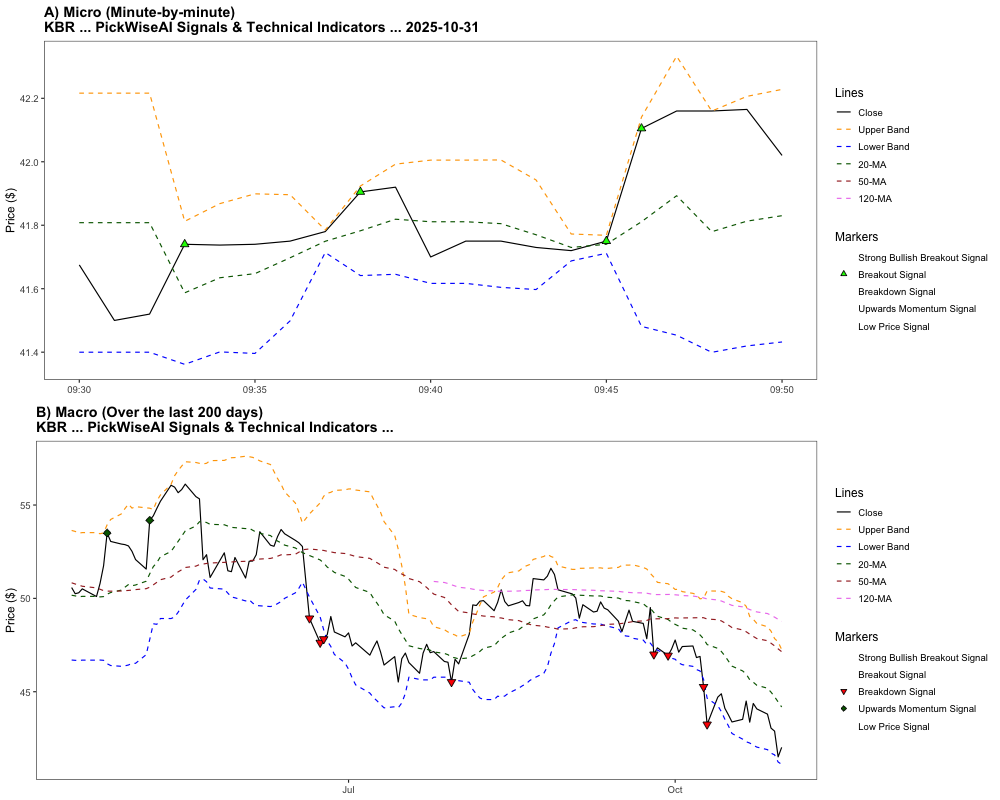 A) Micro (Minute-by-minute)
KBR ... PickWiseAI Signals & Technical Indicators ... 2025-10-31
Price ($)
42.2
42.0
41.8
41.6
41.4
09:30
09:35
09:40
09:45
09:50
Lines
Close
Upper Band
Lower Band
20-MA
50-MA
120-MA
Markers
Strong Bullish Breakout Signal
Breakout Signal
Breakdown Signal
Upwards Momentum Signal
Low Price Signal
B) Macro (Over the last 200 days)
KBR ... PickWiseAI Signals & Technical Indicators ...
Price ($)
55
50
45
Jul
Oct
Lines
Close
Upper Band
Lower Band
20-MA
50-MA
120-MA
Markers
Strong Bullish Breakout Signal
Breakout Signal
Breakdown Signal
Upwards Momentum Signal
Low Price Signal